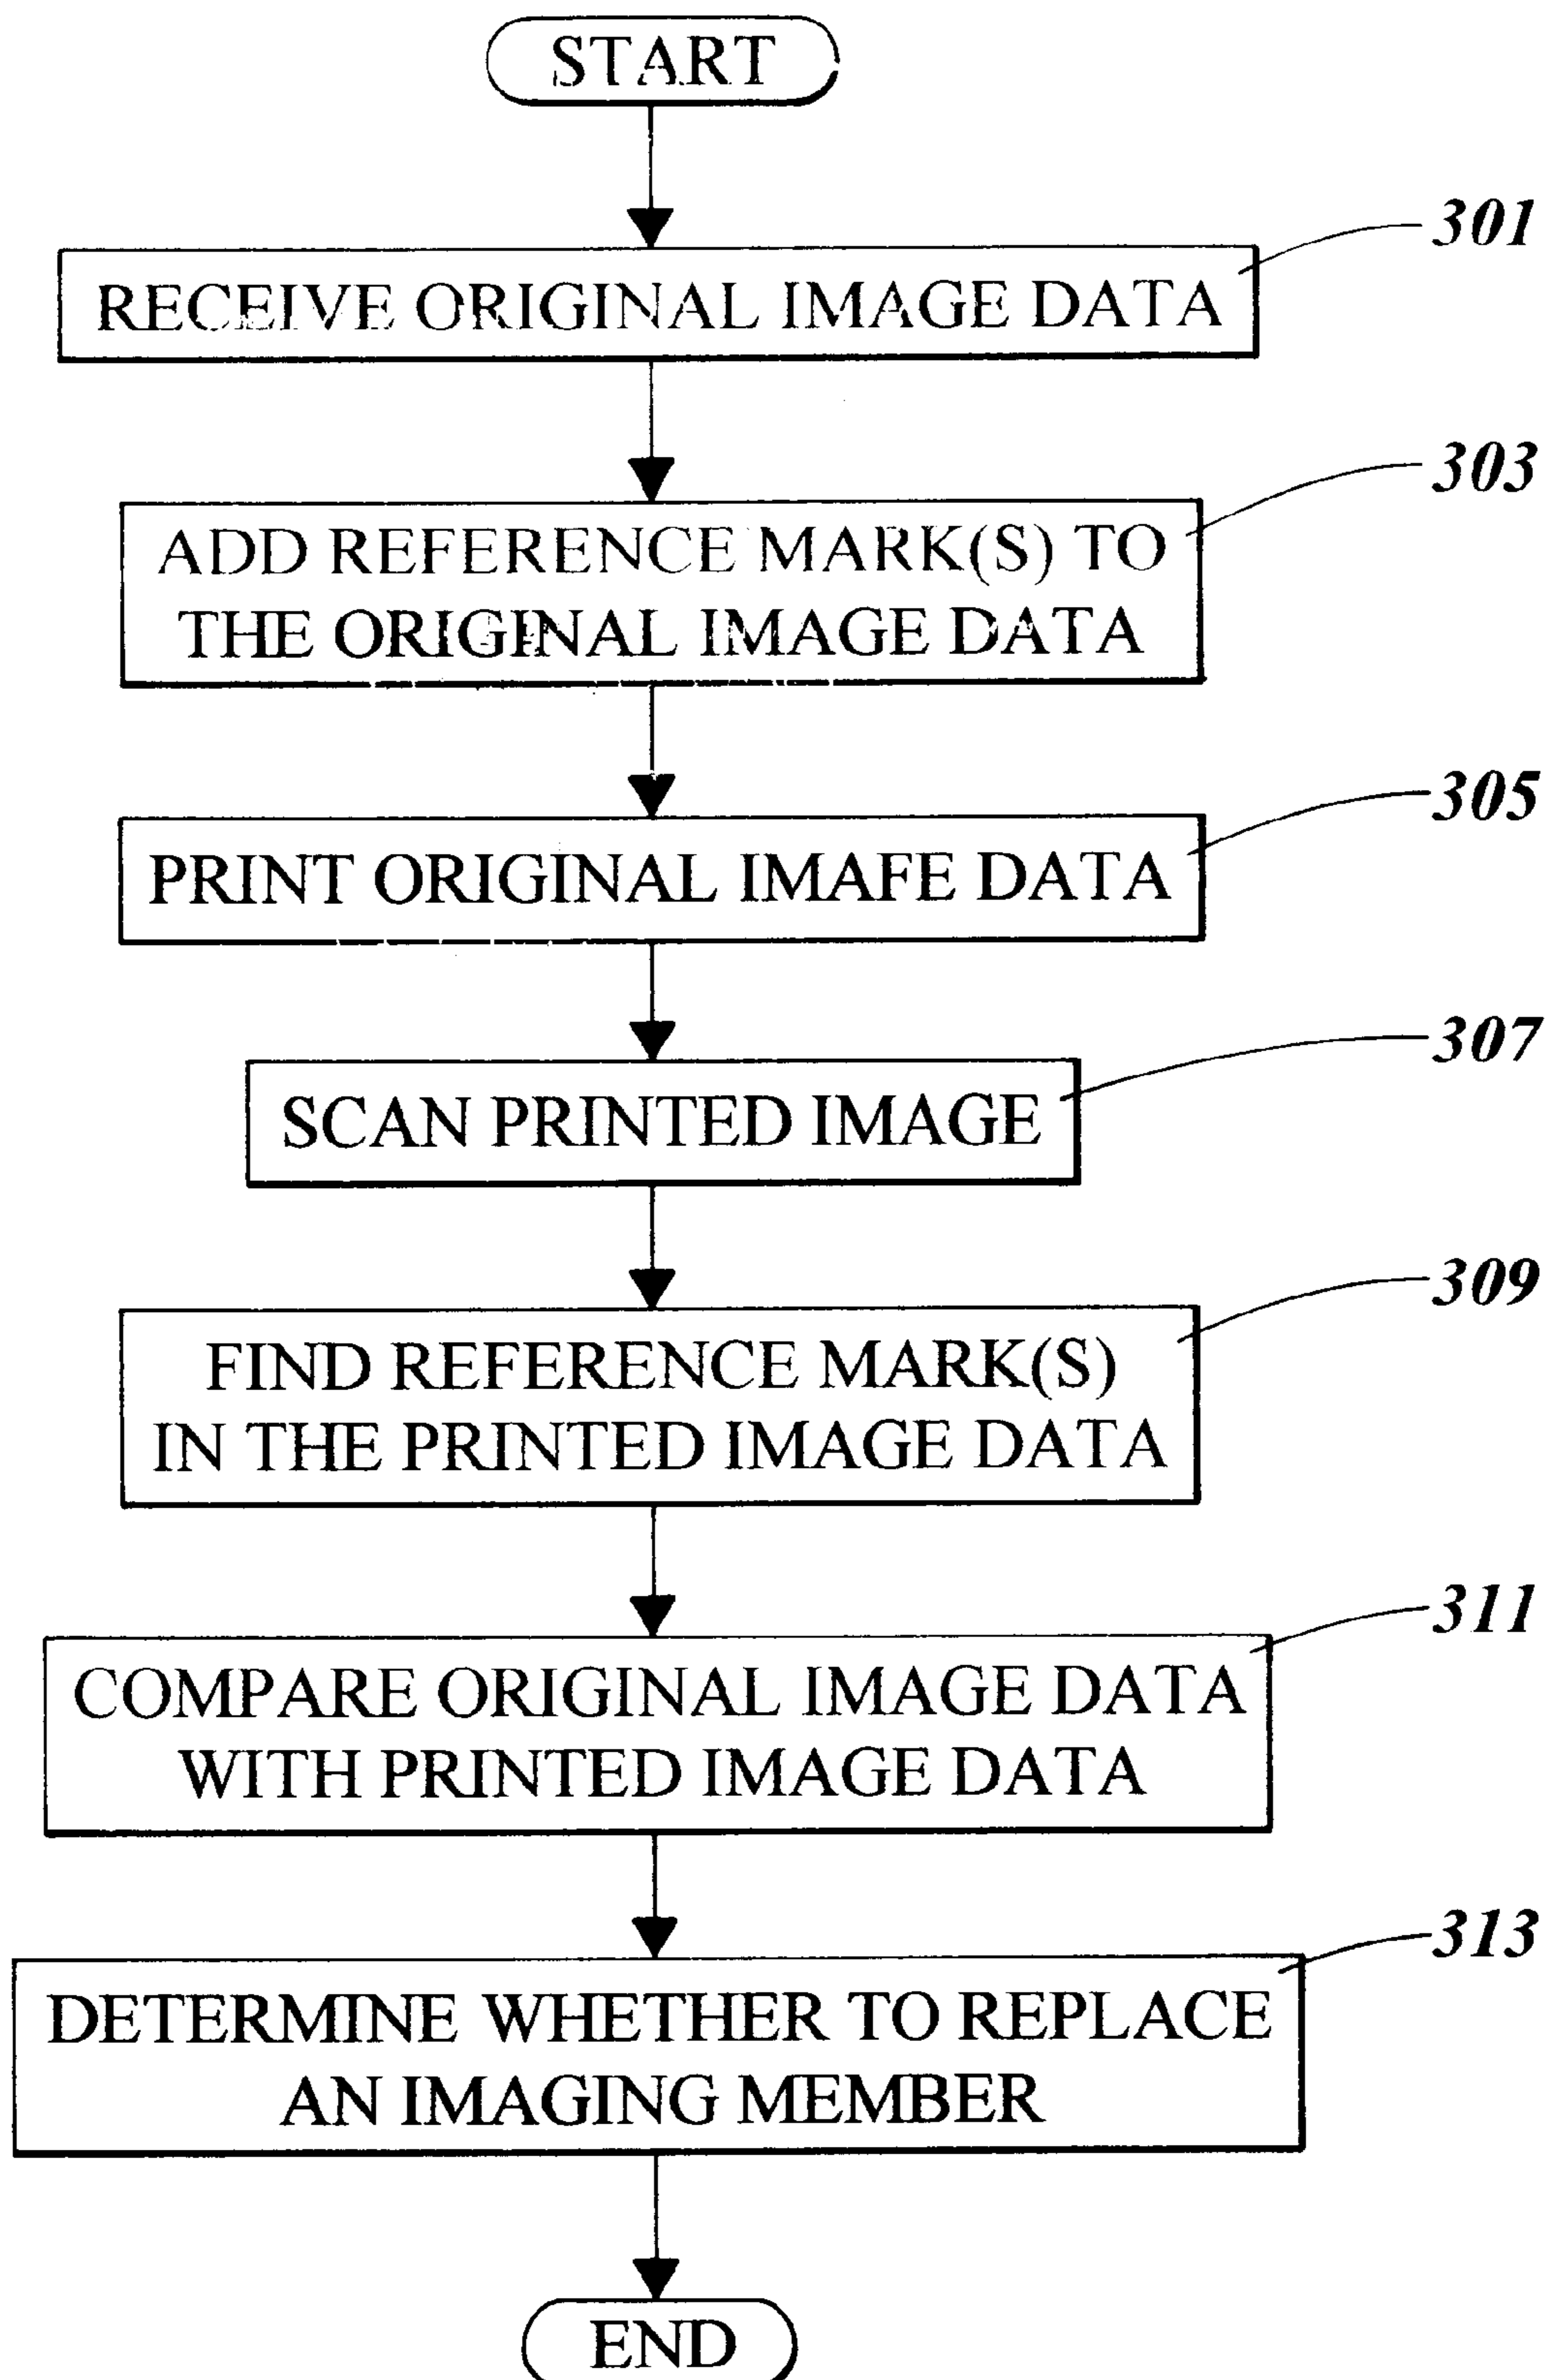 START
301
RECEIVE ORIGINAL IMAGE DATA
303
ADD REFERENCE MARK(S) TO
THE ORIGINAL IMAGE DATA
305
PRINT ORIGINAL IMAFE DATA
307
SCAN PRINTED IMAGE
309
FIND REFERENCE MARK(S)
IN THE PRINTED IMAGE DATA
311
COMPARE ORIGINAL IMAGE DATA
WITH PRINTED IMAGE DATA
313
DETERMINE WHETHER TO REPLACE
AN IMAGING MEMBER
END